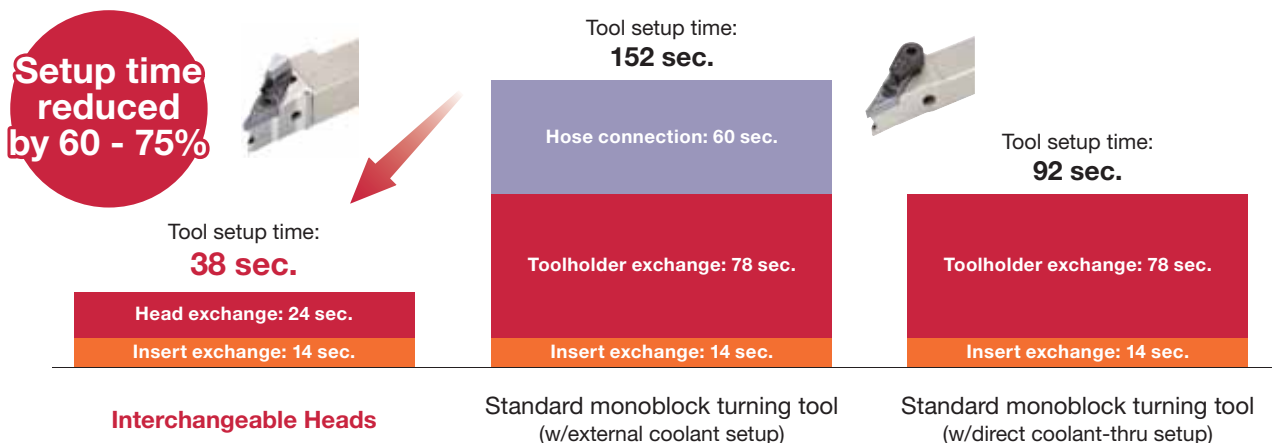 Setup time
reduced
by 60 - 75%
Tool setup time:
38 sec.
Head exchange: 24 sec.
Insert exchange: 14 sec.
Interchangeable Heads
Tool setup time:
152 sec.
Hose connection: 60 sec.
Toolholder exchange: 78 sec.
Insert exchange: 14 sec.
Standard monoblock turning tool
(w/external coolant setup)
Tool setup time:
92 sec.
Toolholder exchange: 78 sec.
Insert exchange: 14 sec.
Standard monoblock turning tool
(w/direct coolant-thru setup)